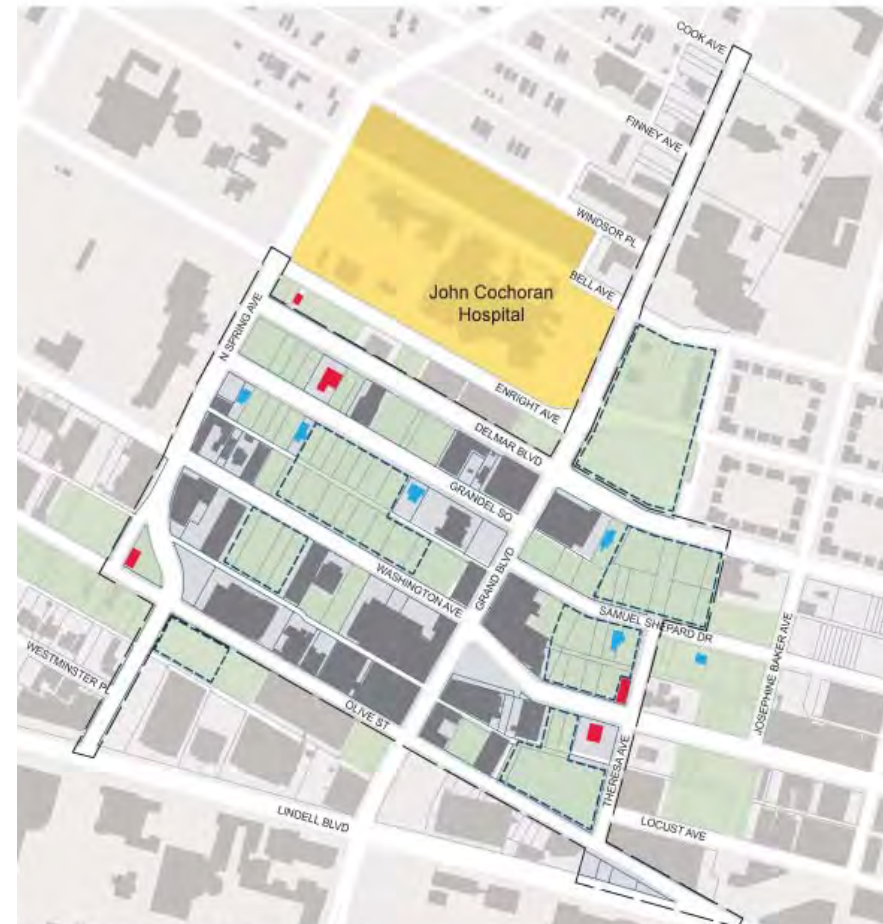 COOK AVE
FINNEY AVE
WINDSOR PL
BELL AVE
John Cochoran
Hospital
N SPRING AVE
ENRIGHT AVE
DELMAR BLVD
GRANDEL SQ
GRAND BLVD
WASHINGTON AVE
SAMUEL SHEPARD DR
JOSEPHINE BAKER AVE
WESTMINSTER PL
OLIVE ST
THERESA AVE
LINDELL BLVD
LOCUST AVE